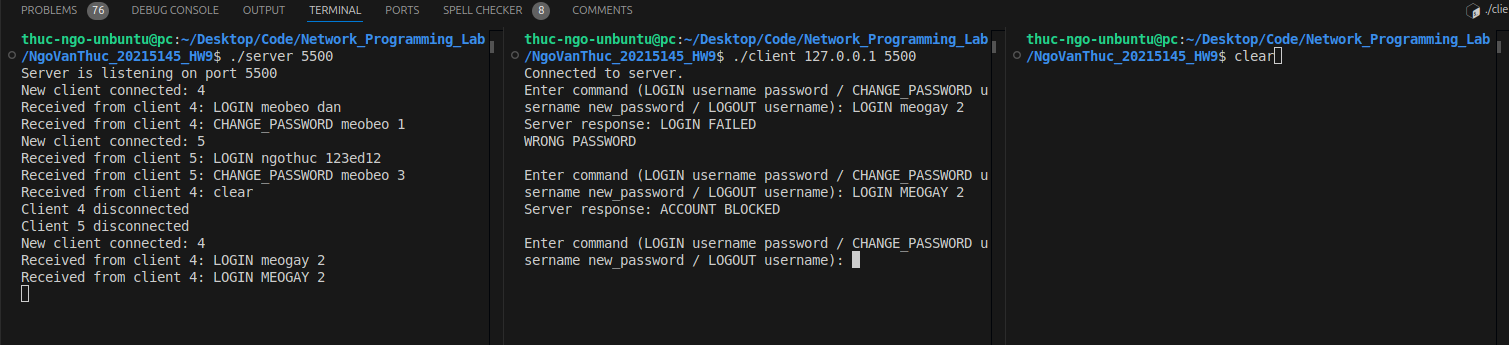 PROBLEMS 76 DEBUG CONSOLE OUTPUT TERMINAL PORTS SPELL CHECKER 8 COMMENTS ./clie
thuc-ngo-unbuntu@pc:~/Desktop/Code/Network_Programming_Lab
/NgoVanThuc_20215145_HW9$ ./server 5500
Server is listening on port 5500
New client connected: 4
Received from client 4: LOGIN meobeo dan
Received from client 4: CHANGE_PASSWORD meobeo 1
New client connected: 5
Received from client 5: LOGIN ngothuc 123ed12
Received from client 5: CHANGE_PASSWORD meobeo 3
Received from client 4: clear
Client 4 disconnected
Client 5 disconnected
New client connected: 4
Received from client 4: LOGIN meogay 2
Received from client 4: LOGIN MEOGAY 2
thuc-ngo-unbuntu@pc:~/Desktop/Code/Network_Programming_Lab
/NgoVanThuc_20215145_HW9$ ./client 127.0.0.1 5500
Connected to server.
Enter command (LOGIN username password / CHANGE_PASSWORD u
sername new_password / LOGOUT username): LOGIN meogay 2
Server response: LOGIN FAILED
WRONG PASSWORD
Enter command (LOGIN username password / CHANGE_PASSWORD u
sername new_password / LOGOUT username): LOGIN MEOGAY 2
Server response: ACCOUNT BLOCKED
Enter command (LOGIN username password / CHANGE_PASSWORD u
sername new_password / LOGOUT username):
thuc-ngo-unbuntu@pc:~/Desktop/Code/Network_Programming_Lab
/NgoVanThuc_20215145_HW9$ clear